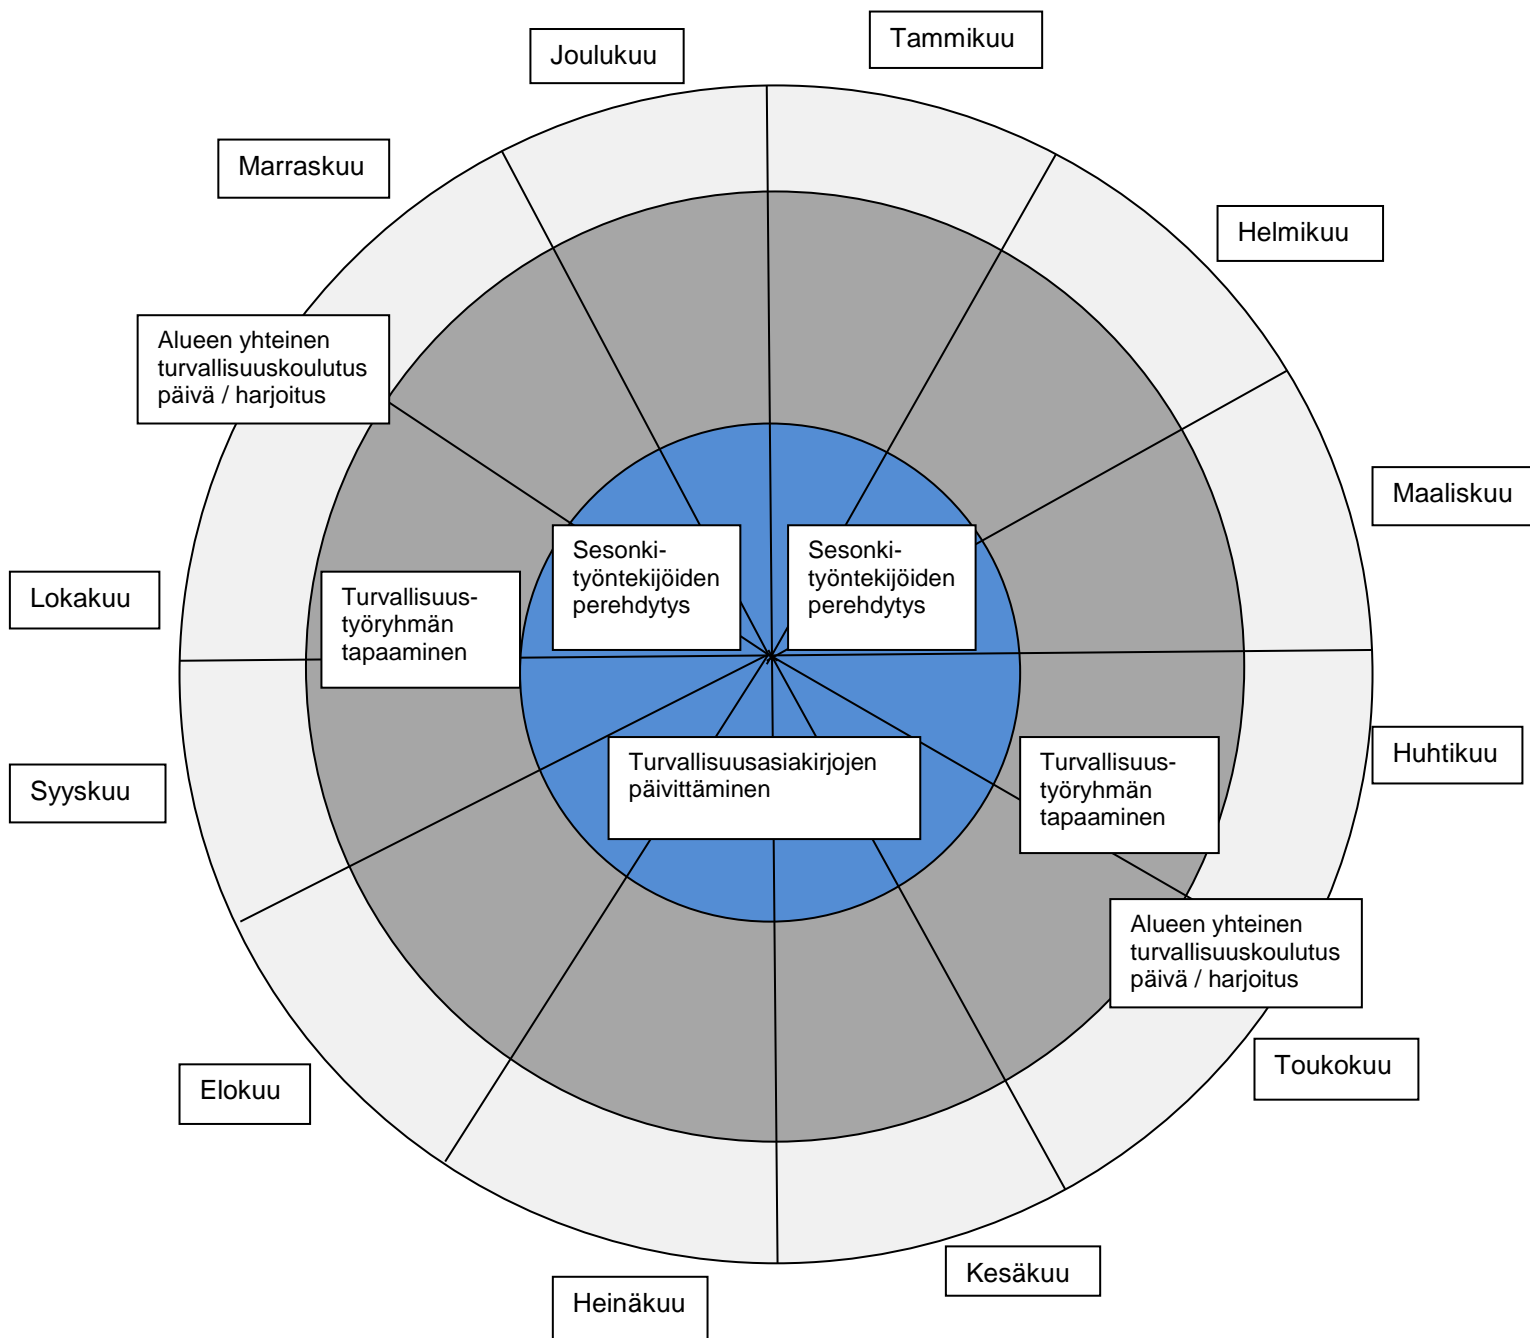 Tammikuu
Joulukuu
Marraskuu
Helmikuu
Alueen yhteinen
turvallisuuskoulutus
päivä / harjoitus
Maaliskuu
Sesonki-
työntekijöiden
perehdytys
Sesonki-
työntekijöiden
perehdytys
Lokakuu
Turvallisuus-
työryhmän
tapaaminen
Huhtikuu
Syyskuu
Turvallisuusasiakirjojen
päivittäminen
Turvallisuus-
työryhmän
tapaaminen
Alueen yhteinen
turvallisuuskoulutus
päivä / harjoitus
Toukokuu
Elokuu
Kesäkuu
Heinäkuu